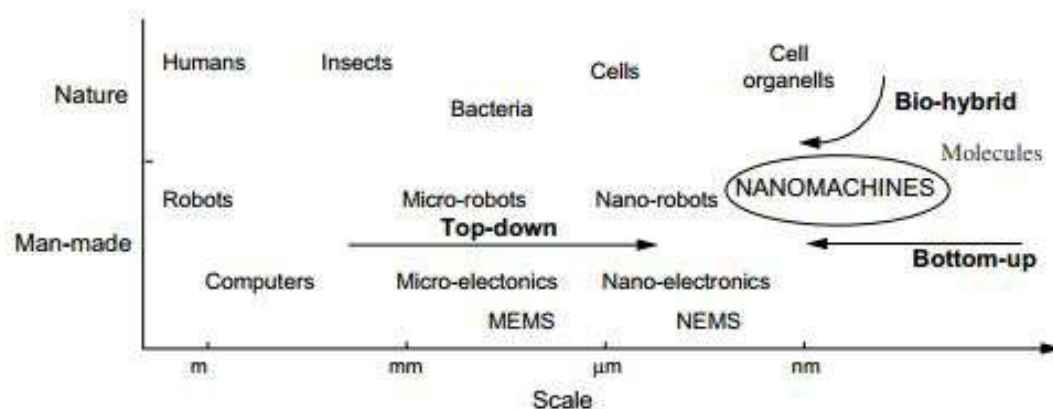 Humans
Insects
Cells
Cell
organells
Nature
Bacteria
Bio-hybrid
Molecules
Robots
Micro-robots
Nano-robots
NANOMACHINES
Top-down
Man-made
Bottom-up
Computers
Micro-electonics
Nano-electronics
MEMS
NEMS
m
mm
μm
nm
Scale